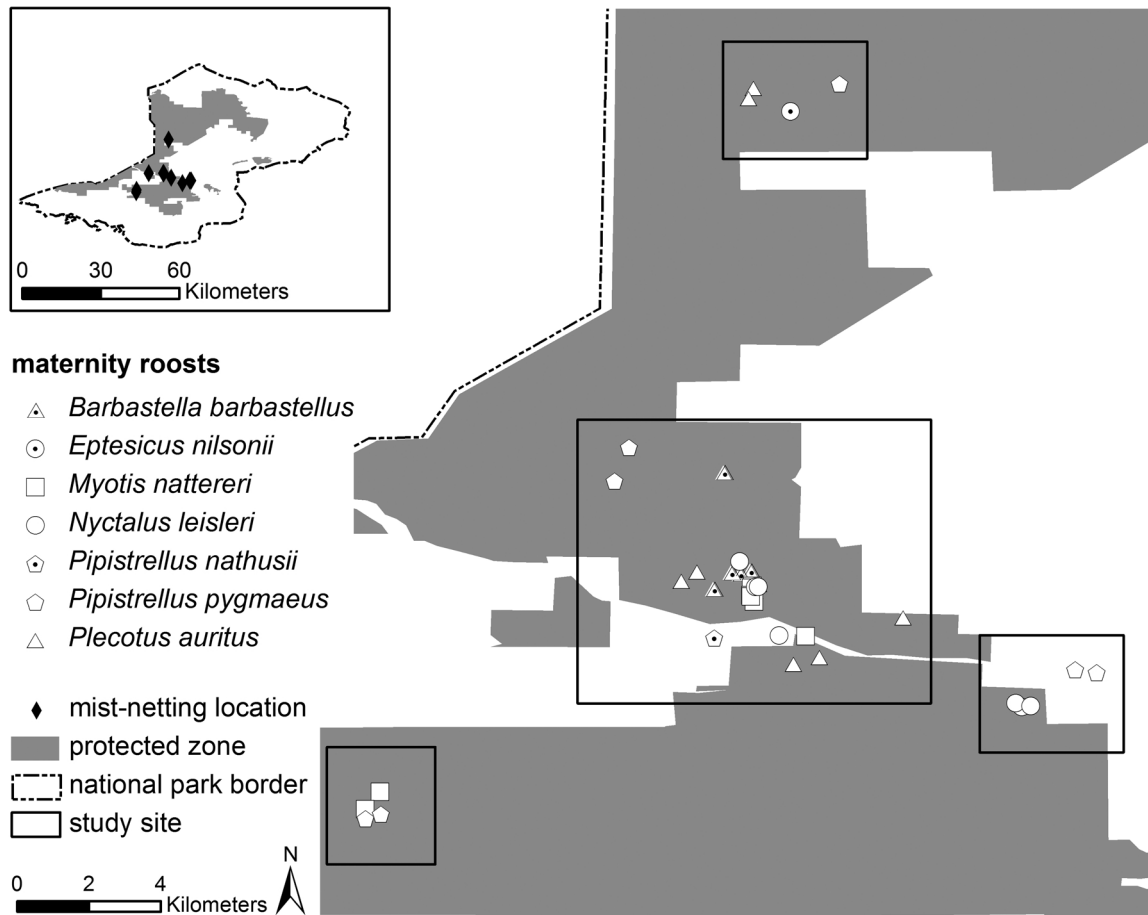 0 30 60
Kilometers
maternity roosts
Barbastella barbastellus
Eptesicus nilsonii
Myotis nattereri
Nyctalus leisleri
Pipistrellus nathusii
Pipistrellus pygmaeus
Plecotus auritus
mist-netting location
protected zone
national park border
study site
N
0 2 4
Kilometers